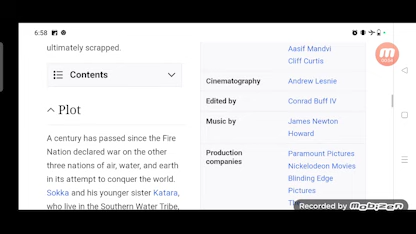 6:58
ultimately scrapped.
Contents
Plot
A century has passed since the Fire
Nation declared war on the other
three nations of air, water, and earth
in its attempt to conquer the world.
Sokka and his younger sister Katara,
who live in the Southern Water Tribe,
Aasif Mandvi
Cliff Curtis
Cinematography Andrew Lesnie
Edited by Conrad Buff IV
Music by James Newton
Howard
Production Paramount Pictures
companies Nickelodeon Movies
Blinding Edge
Pictures
Recorded by Mobizen